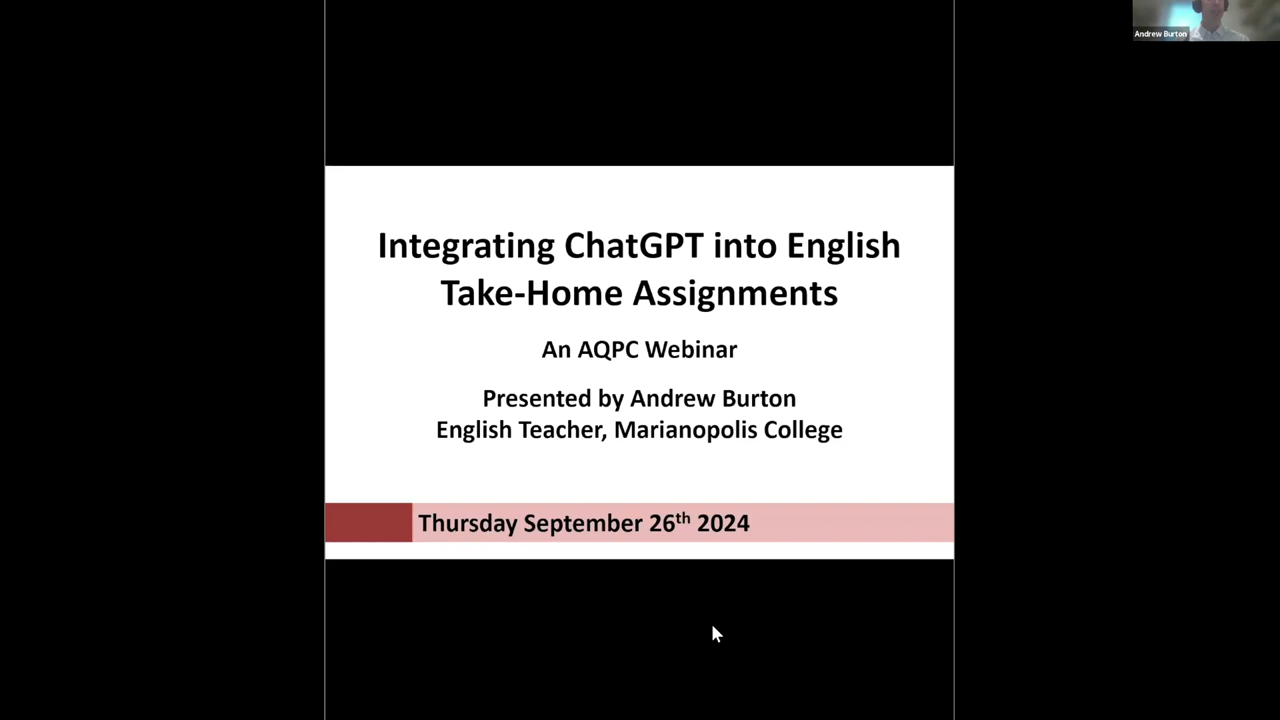 Andrew Burton
Integrating ChatGPT into English
Take-Home Assignments
An AQPC Webinar
Presented by Andrew Burton
English Teacher, Marianopolis College
Thursday September 26th 2024